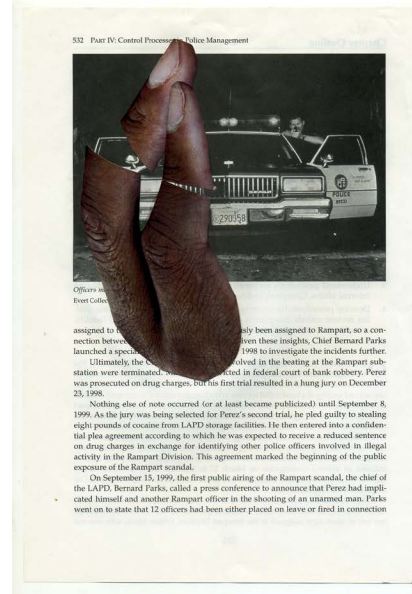 532 PART IV: Control Processes Police Management
290358
POLICE
Officers
Evert Collec
assigned to sly been assigned to Rampart, so a con-
nection between iven these insights, Chief Bernard Parks
launched a special 1998 to investigate the incidents further.
Ultimately, the olved in the beating at the Rampart sub-
station were terminated. cted in federal court of bank robbery. Perez
was prosecuted on drug charges, but his first trial resulted in a hung jury on December
23, 1998.
Nothing else of note occurred (or at least became publicized) until September 8,
1999. As the jury was being selected for Perez's second trial, he pled guilty to stealing
eight pounds of cocaine from LAPD storage facilities. He then entered into a confiden-
tial plea agreement according to which he was expected to receive a reduced sentence
on drug charges in exchange for identifying other police officers involved in illegal
activity in the Rampart Division. This agreement marked the beginning of the public
exposure of the Rampart scandal.
On September 15, 1999, the first public airing of the Rampart scandal, the chief of
the LAPD, Bernard Parks, called a press conference to announce that Perez had impli-
cated himself and another Rampart officer in the shooting of an unarmed man. Parks
went on to state that 12 officers had been either placed on leave or fired in connection